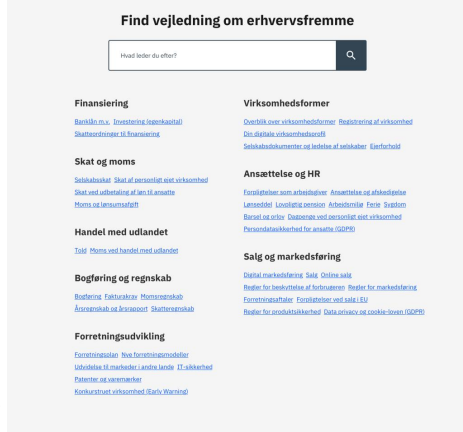 Find vejledning om erhvervsfremme
Hvad leder du efter?
Finansiering
Banklån m.v. Investering (egenkapital)
Skatteordninger til finansiering
Skat og moms
Selskabsskat Skat af personligt ejet virksomhed
Skat ved udbetaling af løn til ansatte
Moms og lønsumsafgift
Handel med udlandet
Told Moms ved handel med udlandet
Bogføring og regnskab
Bogføring Fakturakrav Momsregnskab
Årsregnskab og årsrapport Skatteregnskab
Forretningsudvikling
Forretningsplan Nye forretningsmodeller
Udvidelse til markeder i andre lande IT-sikkerhed
Patenter og varemærker
Konkurstruet virksomhed (Early Warning)
Virksomhedsformer
Overblik over virksomhedsformer Registrering af virksomhed
Din digitale virksomhedsprofil
Selskabsdokumenter og ledelse af selskaber Ejerforhold
Ansættelse og HR
Forpligtelser som arbejdsgiver Ansættelse og afskedigelse
Lønseddel Lovpligtig pension Arbejdsmiljø Ferie Sygdom
Barsel og orlov Dagpenge ved personligt ejet virksomhed
Persondatasikkerhed for ansatte (GDPR)
Salg og markedsføring
Digital markedsføring Salg Online salg
Regler for beskyttelse af forbrugeren Regler for markedsføring
Forretningsaftaler Forpligtelser ved salg i EU
Regler for produktsikkerhed Data privacy og cookie-loven (GDPR)